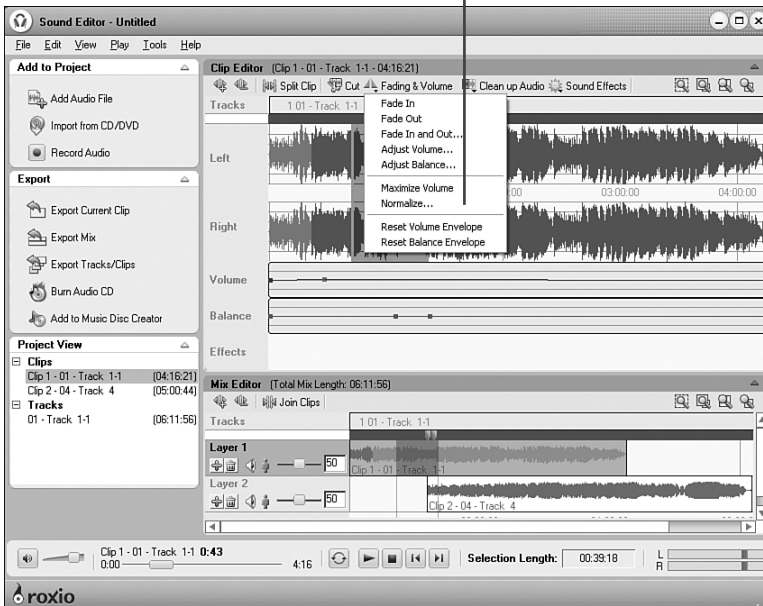 Sound Editor - Untitled
File Edit View Play Tools Help
Add to Project
Add Audio File
Import from CD/DVD
Record Audio
Export
Export Current Clip
Export Mix
Export Tracks/Clips
Burn Audio CD
Add to Music Disc Creator
Project View
Clips
Clip 1 - 01 - Track 1-1 (04:16:21)
Clip 2 - 04 - Track 4 (05:00:44)
Tracks
01 - Track 1-1 (06:11:56)
Clip Editor (Clip 1 - 01 - Track 1-1 - 04:16:21)
Split Clip Cut Fading & Volume Clean up Audio Sound Effects
Tracks 1 01 - Track 1-1
Fade In
Fade Out
Fade In and Out...
Adjust Volume...
Adjust Balance...
Maximize Volume
Normalize...
Reset Volume Envelope
Reset Balance Envelope
Left
03:00:00 04:00:00
Right
Volume
Balance
Effects
Mix Editor (Total Mix Length: 06:11:56)
Join Clips
Tracks 1 01 - Track 1-1
Layer 1
50
Clip 1 - 01 - Track 1-1
Layer 2
50
Clip 2 - 04 - Track 4
Clip 1 - 01 - Track 1-1 0:43
0:00 4:16
Selection Length: 00:39:18
L
R
roxio